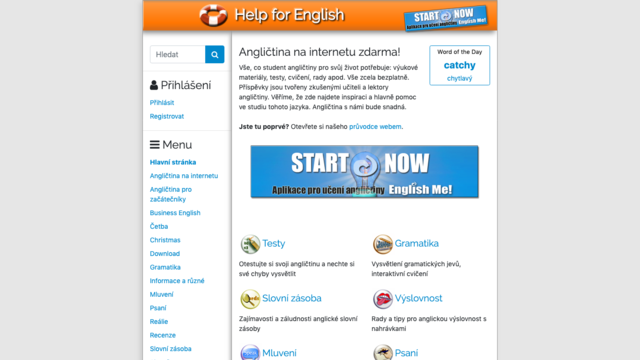 Help for English
START NOW
Aplikace pro učení angličtiny English Me!
Hledat
Přihlášení
Přihlásit
Registrovat
Menu
Hlavní stránka
Angličtina na internetu
Angličtina pro
začátečníky
Business English
Četba
Christmas
Download
Gramatika
Informace a různé
Mluvení
Psaní
Reálie
Recenze
Slovní zásoba
Angličtina na internetu zdarma!
Vše, co student angličtiny pro svůj život potřebuje: výukové
materiály, testy, cvičení, rady apod. Vše zcela bezplatně.
Příspěvky jsou tvořeny zkušenými učiteli a lektory
angličtiny. Věříme, že zde najdete inspiraci a hlavně pomoc
ve studiu tohoto jazyka. Angličtina s námi bude snadná.
Jste tu poprvé? Otevřete si našeho průvodce webem.
Word of the Day
catchy
chytlavý
START NOW
Aplikace pro učení angličtiny English Me!
Testy
Otestujte si svoji angličtinu a nechte si
své chyby vysvětlit
Gramatika
Vysvětlení gramatických jevů,
interaktivní cvičení
Slovní zásoba
Zajímavosti a záludnosti anglické slovní
zásoby
Výslovnost
Rady a tipy pro anglickou výslovnost s
nahrávkami
Mluvení
Psaní